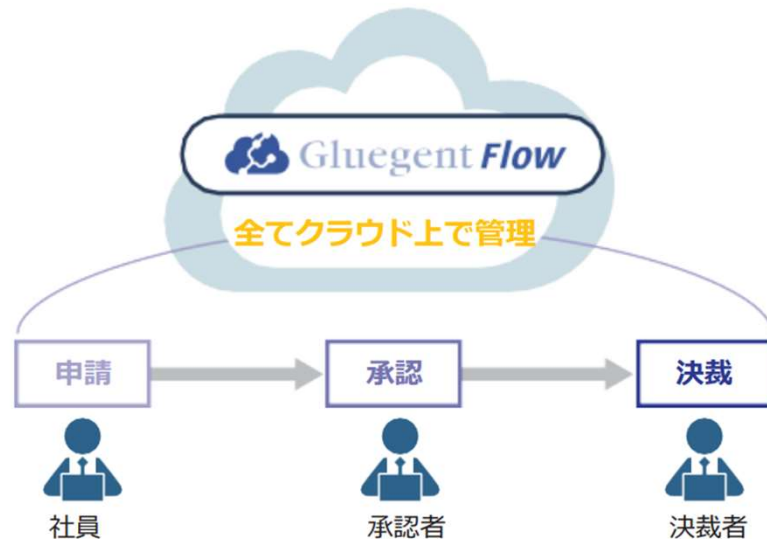 Gluegent Flow
全てクラウド上で管理
申請
承認
決裁
社員
承認者
決裁者